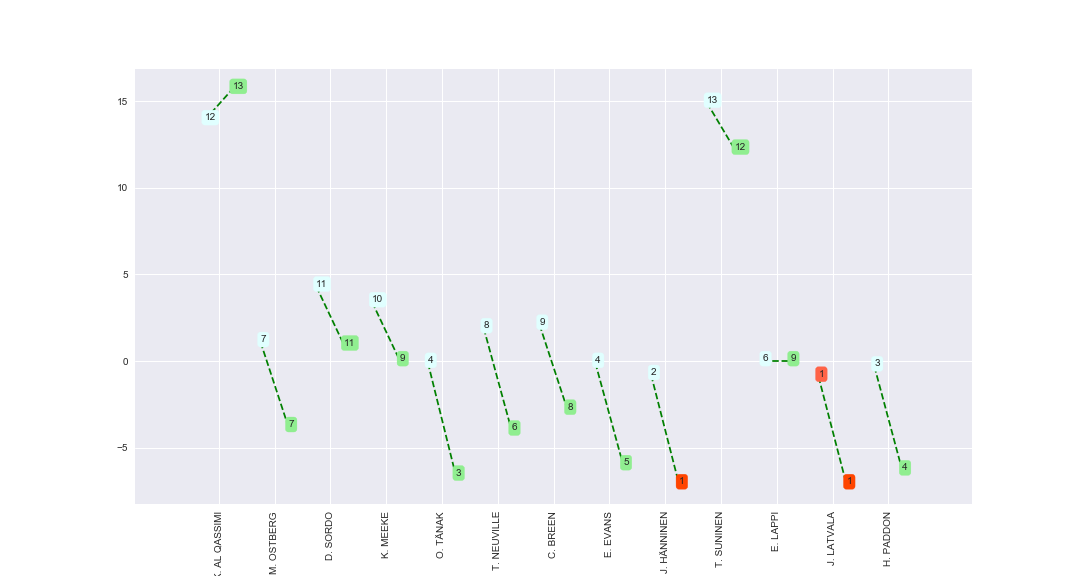 15
10
5
0
−5
12
13
7
7
11
11
10
9
4
3
8
6
9
8
4
5
2
1
13
12
6
9
1
1
3
4
K. AL QASSIMI
M. OSTBERG
D. SORDO
K. MEEKE
O. TÄNAK
T. NEUVILLE
C. BREEN
E. EVANS
J. HÄNNINEN
T. SUNINEN
E. LAPPI
J. LATVALA
H. PADDON